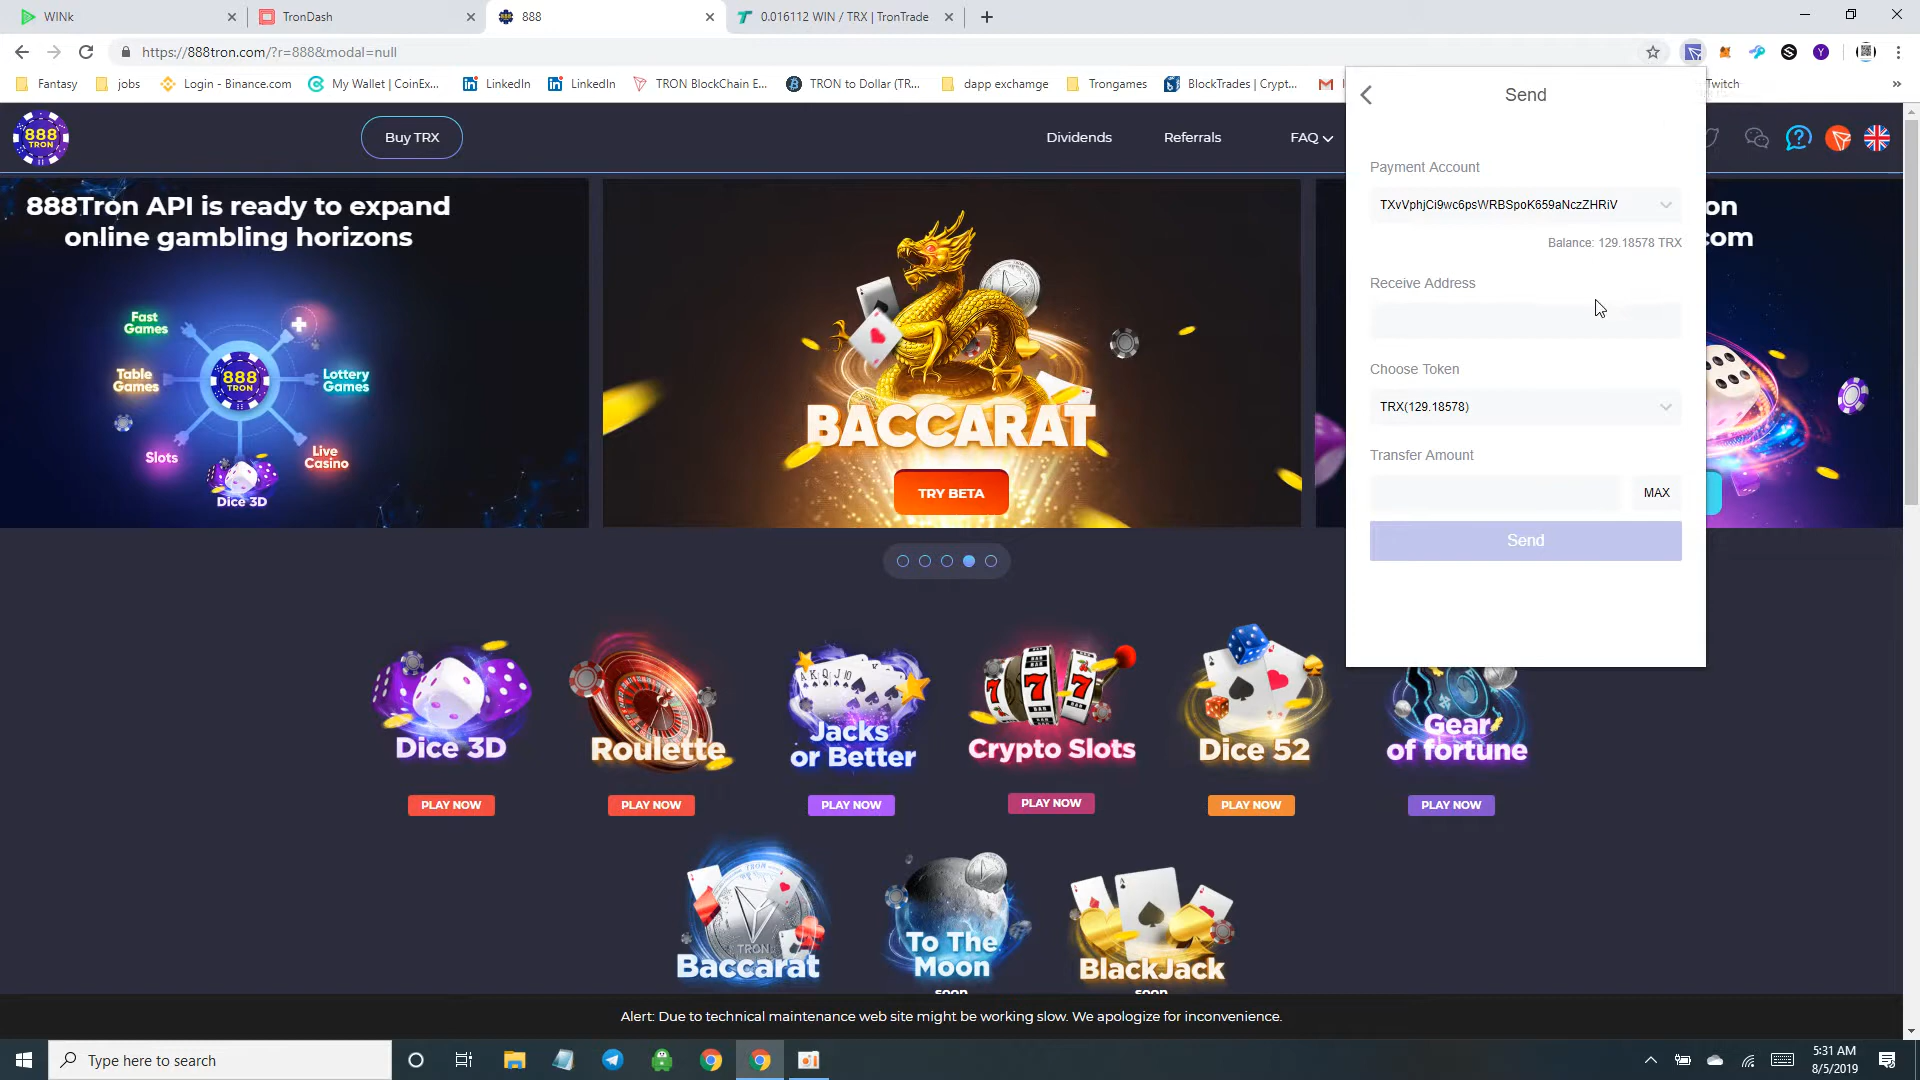 WINk
TronDash
888
0.016112 WIN / TRX | TronTrade
https://888tron.com/?r=888&modal=null
Fantasy
jobs
Login - Binance.com
My Wallet | CoinEx...
LinkedIn
LinkedIn
TRON BlockChain E...
TRON to Dollar (TR...
dapp exchamge
Trongames
BlockTrades | Crypt...
Twitch
888 TRON
Buy TRX
Dividends
Referrals
FAQ
Send
Payment Account
TXvVphjCi9wc6psWRBSpoK659aNczZHRiV
Balance: 129.18578 TRX
Receive Address
Choose Token
TRX(129.18578)
Transfer Amount
MAX
Send
888Tron API is ready to expand
online gambling horizons
Fast
Games
Table
Games
888
TRON
Lottery
Games
Slots
Live
Casino
Dice 3D
BACCARAT
TRY BETA
on
com
Dice 3D
Roulette
Jacks
or Better
Crypto Slots
Dice 52
Gear
of fortune
PLAY NOW
PLAY NOW
PLAY NOW
PLAY NOW
PLAY NOW
PLAY NOW
Baccarat
To The
Moon
BlackJack
soon
soon
Alert: Due to technical maintenance web site might be working slow. We apologize for inconvenience.
Type here to search
5:31 AM
8/5/2019